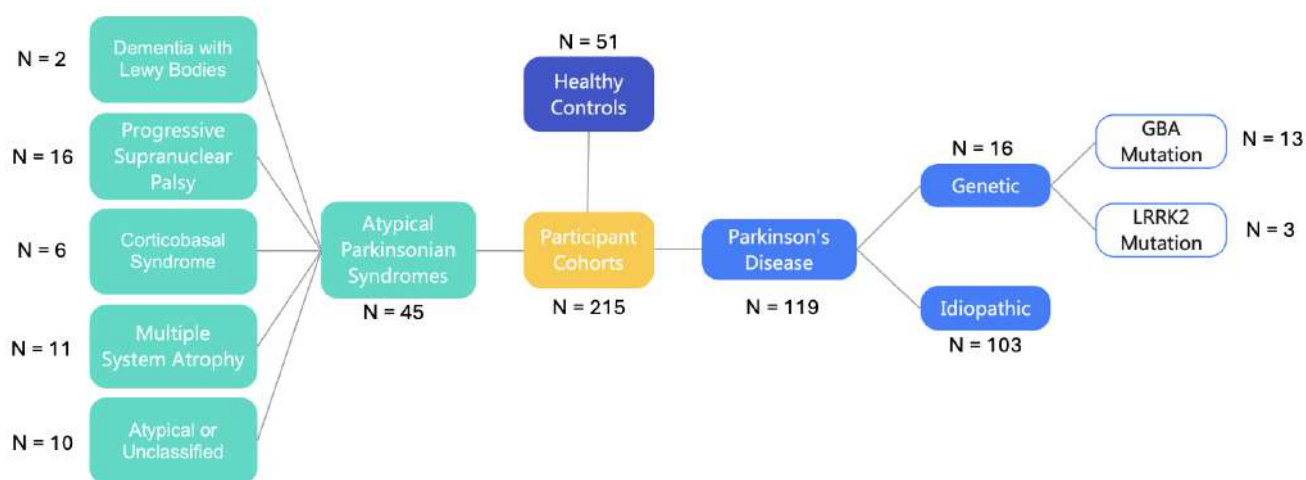 N = 2
Dementia with
Lewy Bodies
N = 16
Progressive
Supranuclear
Palsy
N = 6
Corticobasal
Syndrome
N = 11
Multiple
System Atrophy
N = 10
Atypical or
Unclassified
Atypical
Parkinsonian
Syndromes
N = 45
N = 51
Healthy
Controls
Participant
Cohorts
N = 215
Parkinson's
Disease
N = 119
N = 16
Genetic
Idiopathic
N = 103
GBA
Mutation
N = 13
LRRK2
Mutation
N = 3